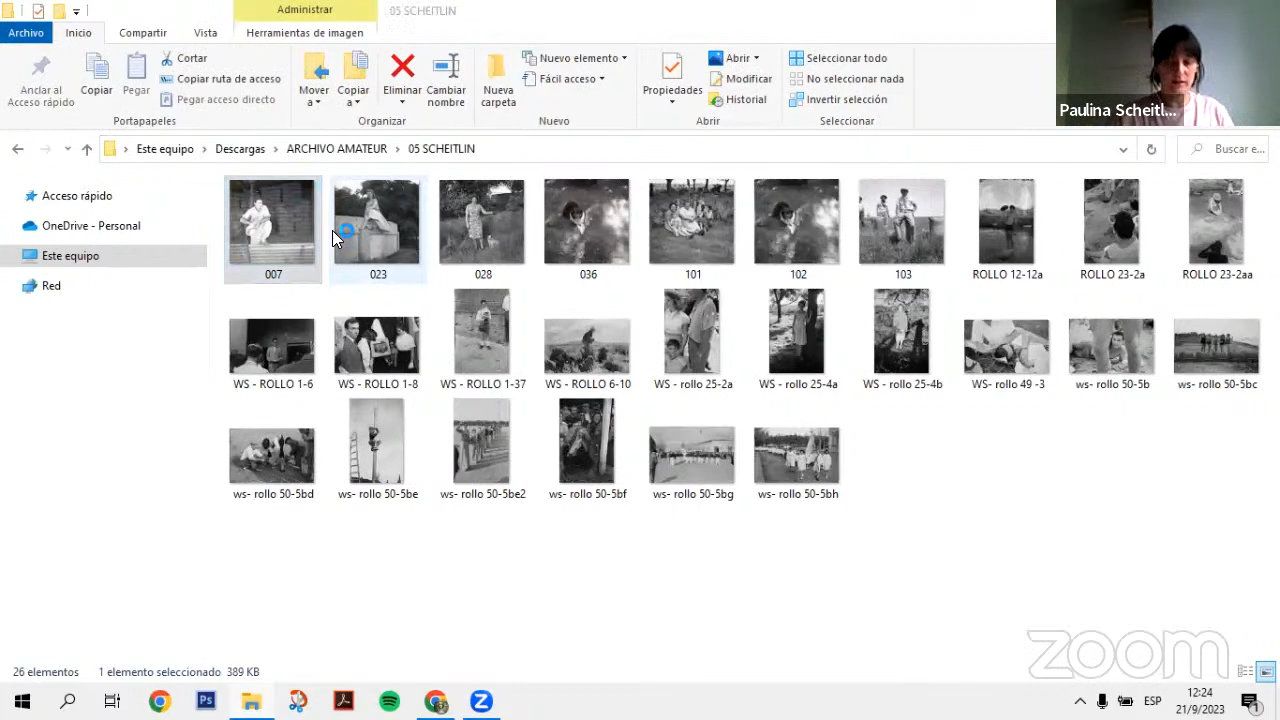 Administrar
05 SCHEITLIN
Archivo
Inicio
Compartir
Vista
Herramientas de imagen
Anclar al
Acceso rápido
Copiar
Pegar
Cortar
Copiar ruta de acceso
Pegar acceso directo
Portapapeles
Mover
a
Copiar
a
Eliminar
Cambiar
nombre
Organizar
Nueva
carpeta
Nuevo elemento
Fácil acceso
Nuevo
Propiedades
Abrir
Modificar
Historial
Abrir
Seleccionar todo
No seleccionar nada
Invertir selección
Seleccionar
Paulina Scheitl...
Este equipo > Descargas > ARCHIVO AMATEUR > 05 SCHEITLIN
Buscar e...
Acceso rápido
OneDrive - Personal
Este equipo
Red
007 023 028 036 101 102 103 ROLLO 12-12a ROLLO 23-2a ROLLO 23-2aa
WS - ROLLO 1-6 WS - ROLLO 1-8 WS - ROLLO 1-37 WS - ROLLO 6-10 WS - rollo 25-2a WS - rollo 25-4a WS - rollo 25-4b WS- rollo 49 -3 ws- rollo 50-5b ws- rollo 50-5bc
ws- rollo 50-5bd ws- rollo 50-5be ws- rollo 50-5be2 ws- rollo 50-5bf ws- rollo 50-5bg ws- rollo 50-5bh
zoom
26 elementos 1 elemento seleccionado 389 KB
Ps
ESP
12:24
21/9/2023
1